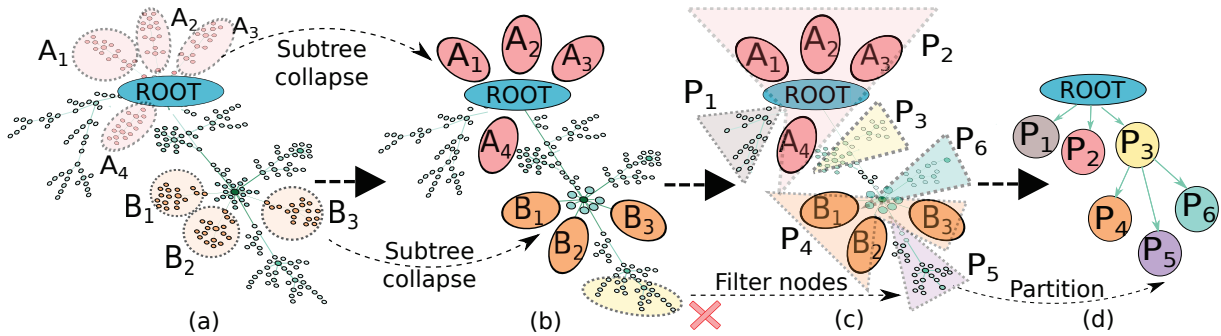 A1
A2
A3
ROOT
A4
B1
B2
B3
(a)
Subtree
collapse
Subtree
collapse
A1
A2
A3
ROOT
A4
B1
B2
B3
(b)
Filter nodes
P1
A1
A2
A3
P2
ROOT
A4
P3
P6
P4
B1
B2
B3
P5
(c)
Partition
ROOT
P1
P2
P3
P4
P5
P6
(d)